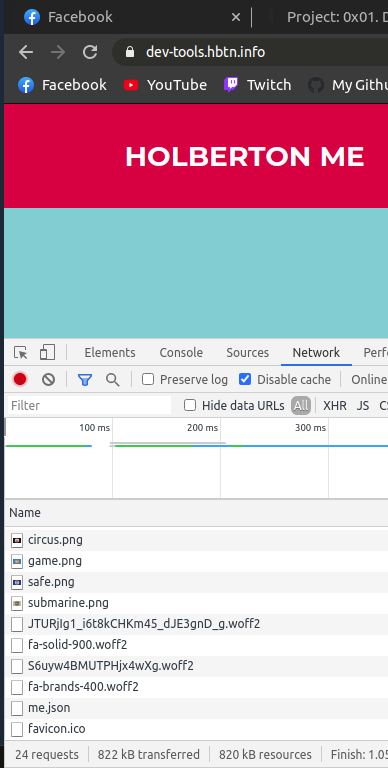 Facebook
Project: 0x01. D
dev-tools.hbtn.info
Facebook YouTube Twitch My Gith
HOLBERTON ME
Elements Console Sources Network Perf
Preserve log Disable cache Online
Filter Hide data URLs All XHR JS CS
100 ms 200 ms 300 ms
Name
circus.png
game.png
safe.png
submarine.png
JTURjIg1_i6t8kCHKm45_dJE3gnD_g.woff2
fa-solid-900.woff2
S6uyw4BMUTPHjx4wXg.woff2
fa-brands-400.woff2
me.json
favicon.ico
24 requests 822 kB transferred 820 kB resources Finish: 1.05